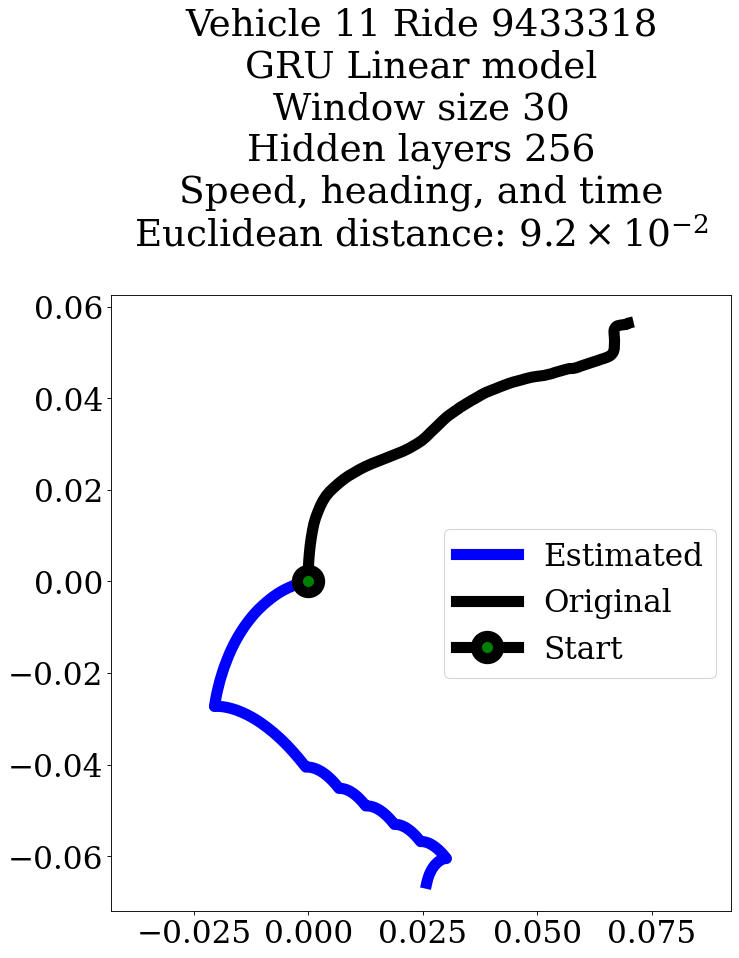 Vehicle 11 Ride 9433318
GRU Linear model
Window size 30
Hidden layers 256
Speed, heading, and time
Euclidean distance: 9.2 × 10⁻²
0.06
0.04
0.02
0.00
−0.02
−0.04
−0.06
Estimated
Original
Start
−0.025 0.000 0.025 0.050 0.075